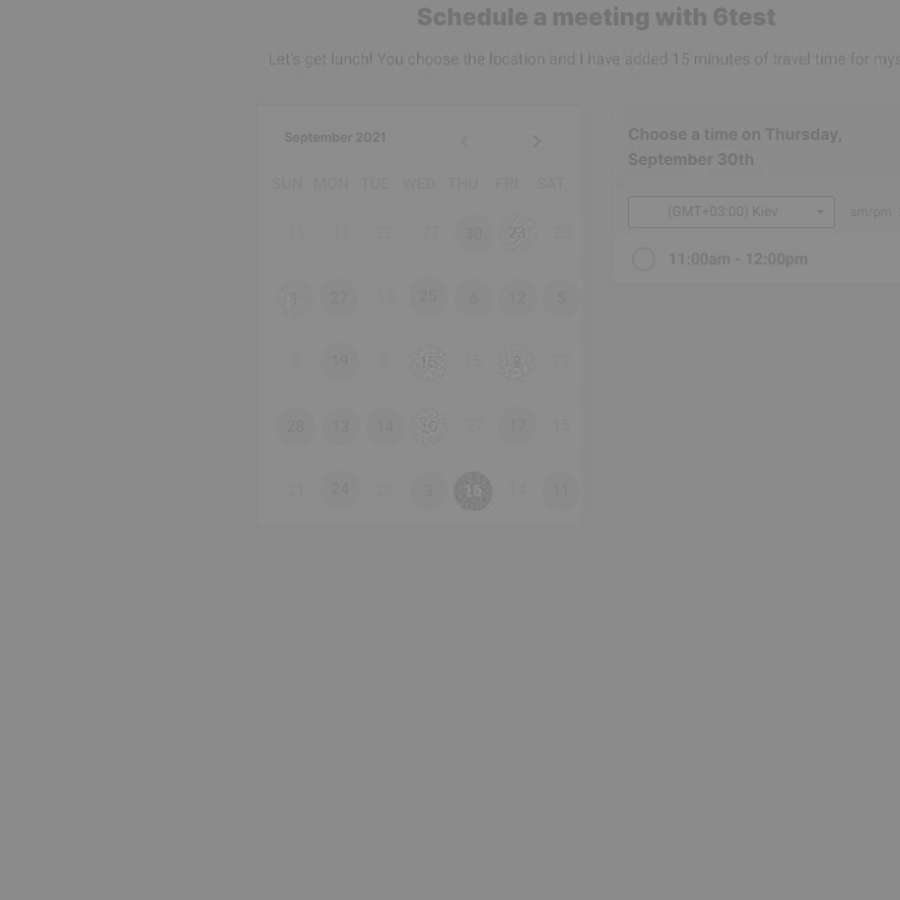 Schedule a meeting with 6test
Let's get lunch! You choose the location and I have added 15 minutes of travel time for mys
September 2021
SUN MON TUE WED THU FRI SAT
11 11 22 27 30 23 23
1 27 18 25 6 12 5
8 19 8 15 15 22
28 13 14 16 27 17 15
21 24 29 3 16 14 11
Choose a time on Thursday,
September 30th
(GMT+03:00) Kiev am/pm
11:00am - 12:00pm